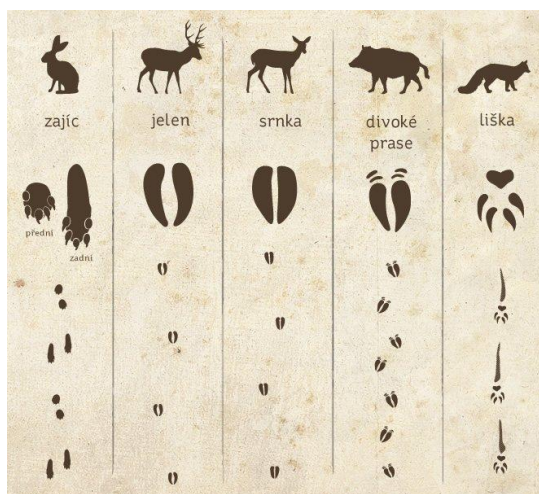 zajíc
jelen
srnka
divoké
prase
liška
přední
zadní